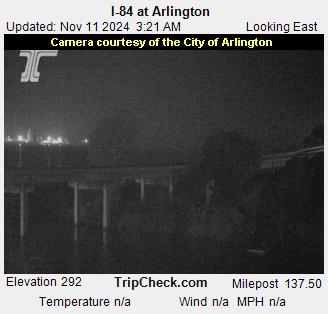 I-84 at Arlington
Updated: Nov 11 2024 3:21 AM Looking East
Camera courtesy of the City of Arlington
Elevation 292 TripCheck.com Milepost 137.50
Temperature n/a Wind n/a MPH n/a